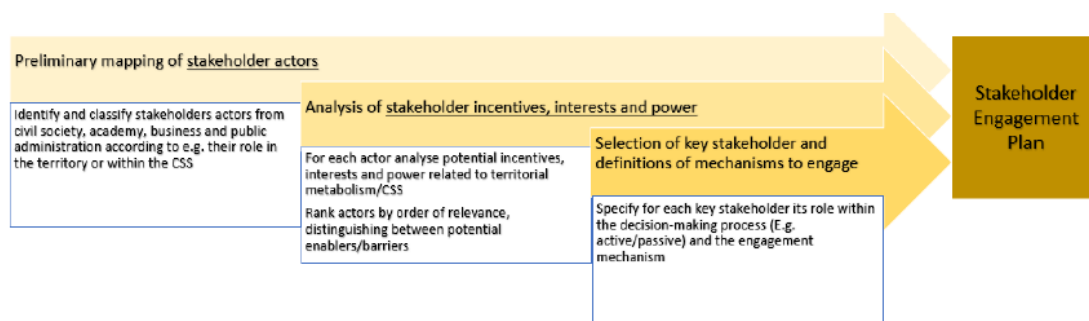 Preliminary mapping of stakeholder actors
Identify and classify stakeholders actors from
civil society, academy, business and public
administration according to e.g. their role in
the territory or within the CSS
Analysis of stakeholder incentives, interests and power
For each actor analyse potential incentives,
interests and power related to territorial
metabolism/CSS
Rank actors by order of relevance,
distinguishing between potential
enablers/barriers
Selection of key stakeholder and
definitions of mechanisms to engage
Specify for each key stakeholder its role within
the decision-making process (E.g.
active/passive) and the engagement
mechanism
Stakeholder
Engagement
Plan